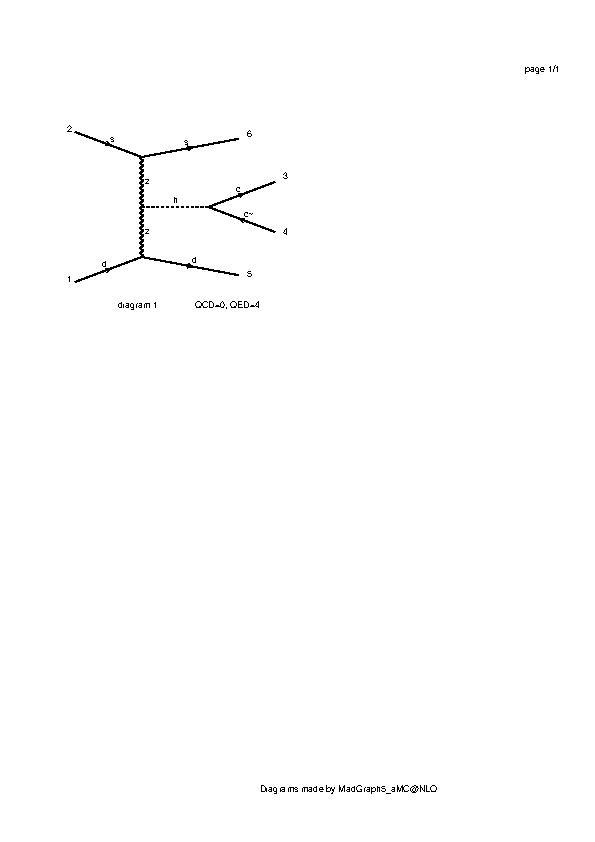 page 1/1
2
s
s
6
z
3
c
h
c~
z
4
d
d
1
5
diagram 1 QCD=0, QED=4
Diagrams made by MadGraph5_aMC@NLO